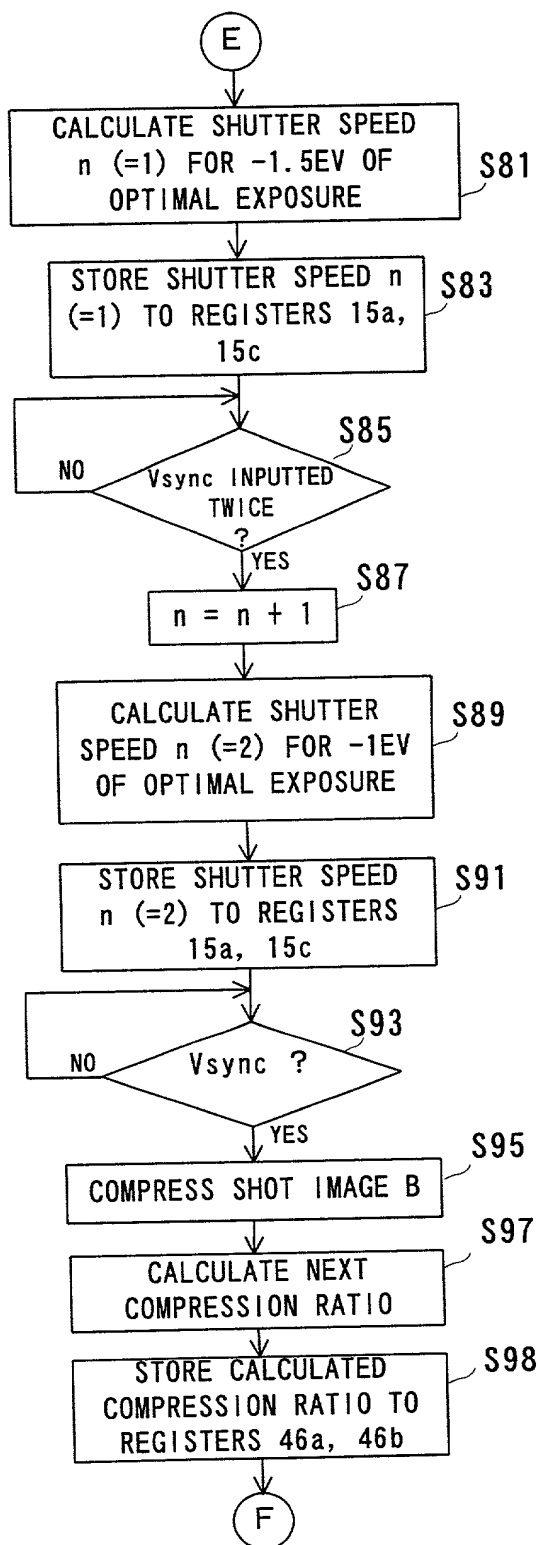 E
CALCULATE SHUTTER SPEED
n (=1) FOR -1.5EV OF
OPTIMAL EXPOSURE
S81
STORE SHUTTER SPEED n
(=1) TO REGISTERS 15a,
15c
S83
S85
NO
Vsync INPUTTED
TWICE
?
YES
S87
n = n + 1
S89
CALCULATE SHUTTER
SPEED n (=2) FOR -1EV
OF OPTIMAL EXPOSURE
STORE SHUTTER SPEED
n (=2) TO REGISTERS
15a, 15c
S91
S93
NO
Vsync ?
YES
S95
COMPRESS SHOT IMAGE B
S97
CALCULATE NEXT
COMPRESSION RATIO
STORE CALCULATED
COMPRESSION RATIO TO
REGISTERS 46a, 46b
S98
F